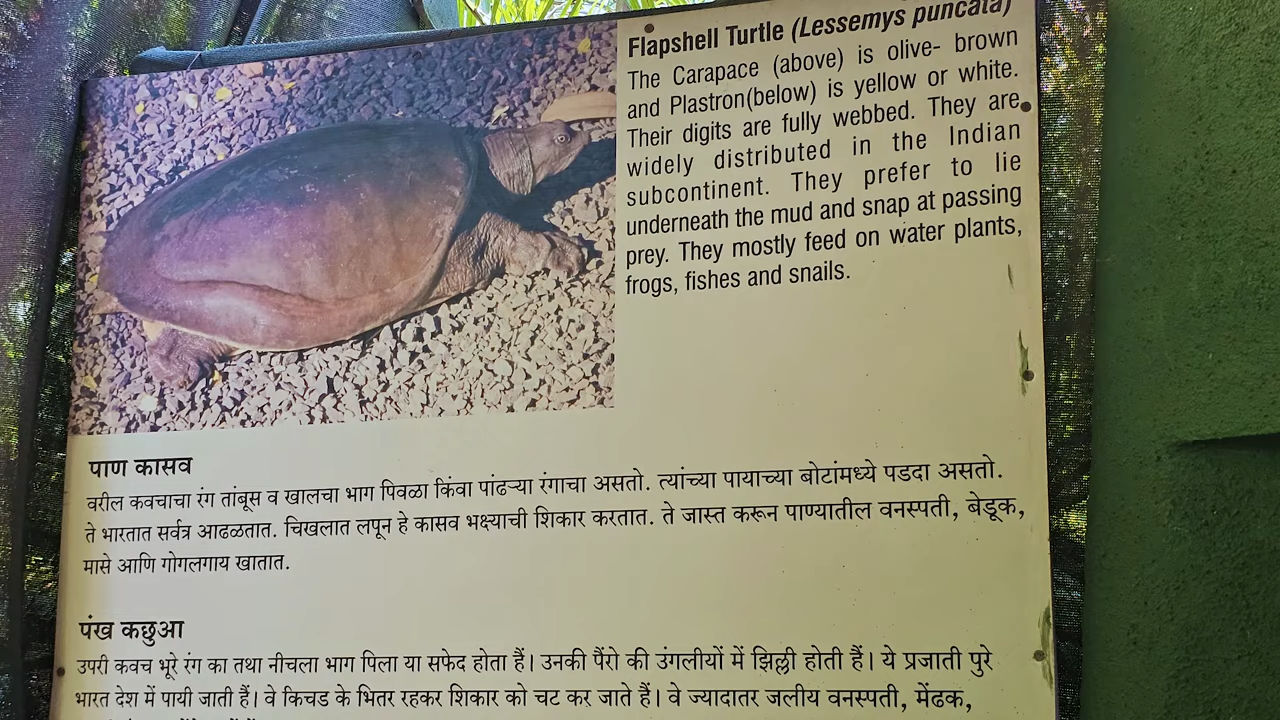 Flapshell Turtle (Lessemys puncata)
The Carapace (above) is olive- brown
and Plastron(below) is yellow or white.
Their digits are fully webbed. They are
widely distributed in the Indian
subcontinent. They prefer to lie
underneath the mud and snap at passing
prey. They mostly feed on water plants,
frogs, fishes and snails.
पाण कासव
वरील कवचाचा रंग तांबूस व खालचा भाग पिवळा किंवा पांढऱ्या रंगाचा असतो. त्यांच्या पायाच्या बोटांमध्ये पडदा असतो.
ते भारतात सर्वत्र आढळतात. चिखलात लपून हे कासव भक्ष्याची शिकार करतात. ते जास्त करून पाण्यातील वनस्पती, बेडूक,
मासे आणि गोगलगाय खातात.
पंख कछुआ
उपरी कवच भूरे रंग का तथा नीचला भाग पिला या सफेद होता हैं। उनकी पैंरो की उंगलीयों में झिल्ली होती हैं। ये प्रजाती पुरे
भारत देश में पायी जाती हैं। वे किचड के भितर रहकर शिकार को चट कर जाते हैं। वे ज्यादातर जलीय वनस्पती, मेंढक,